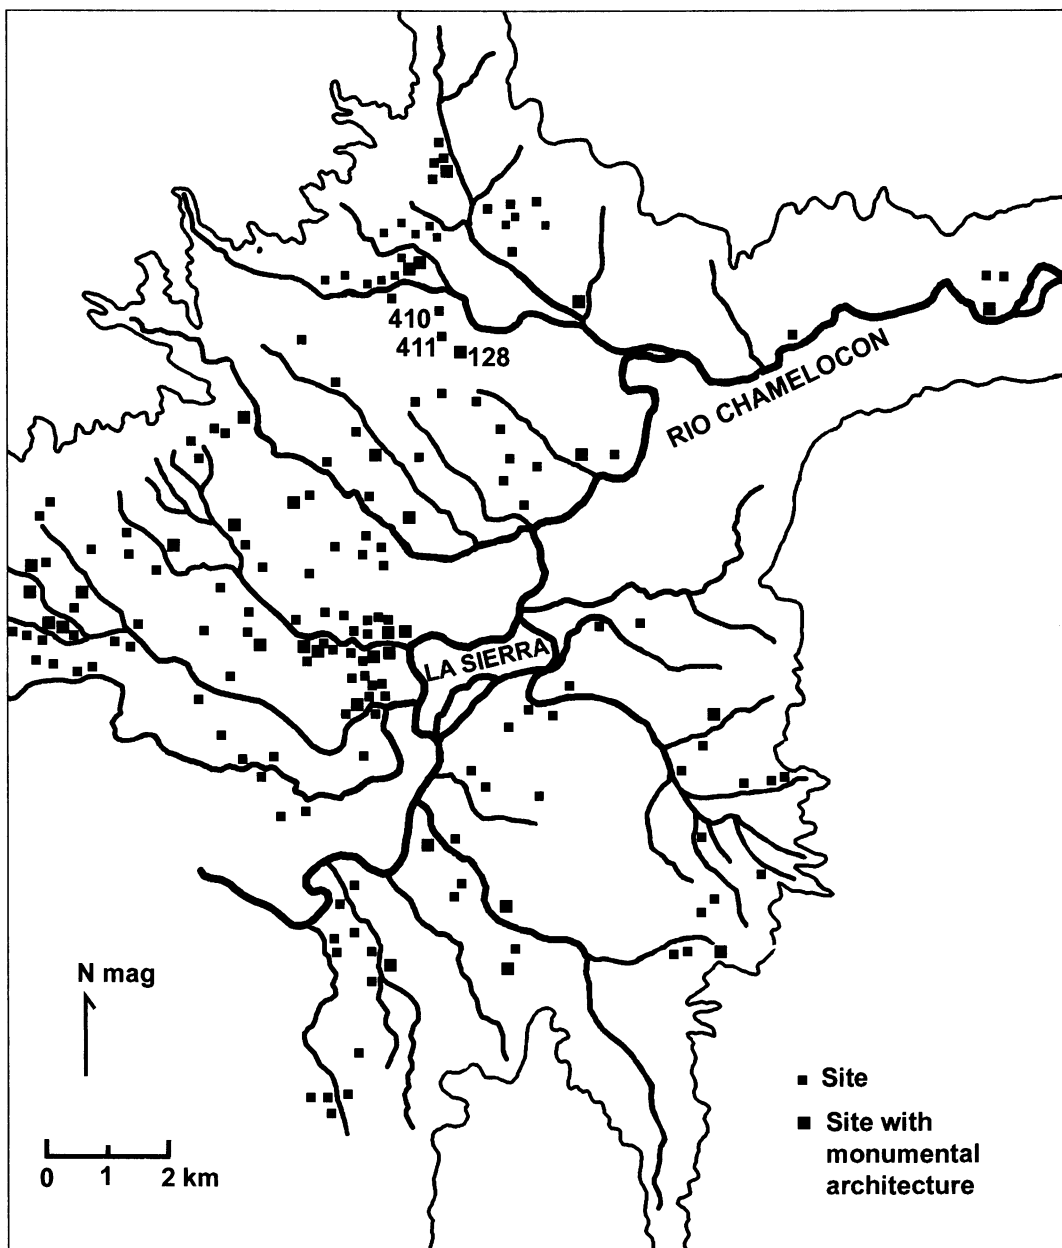 410
411
128
RIO CHAMELOCON
LA SIERRA
N mag
0 1 2 km
Site
Site with
monumental
architecture